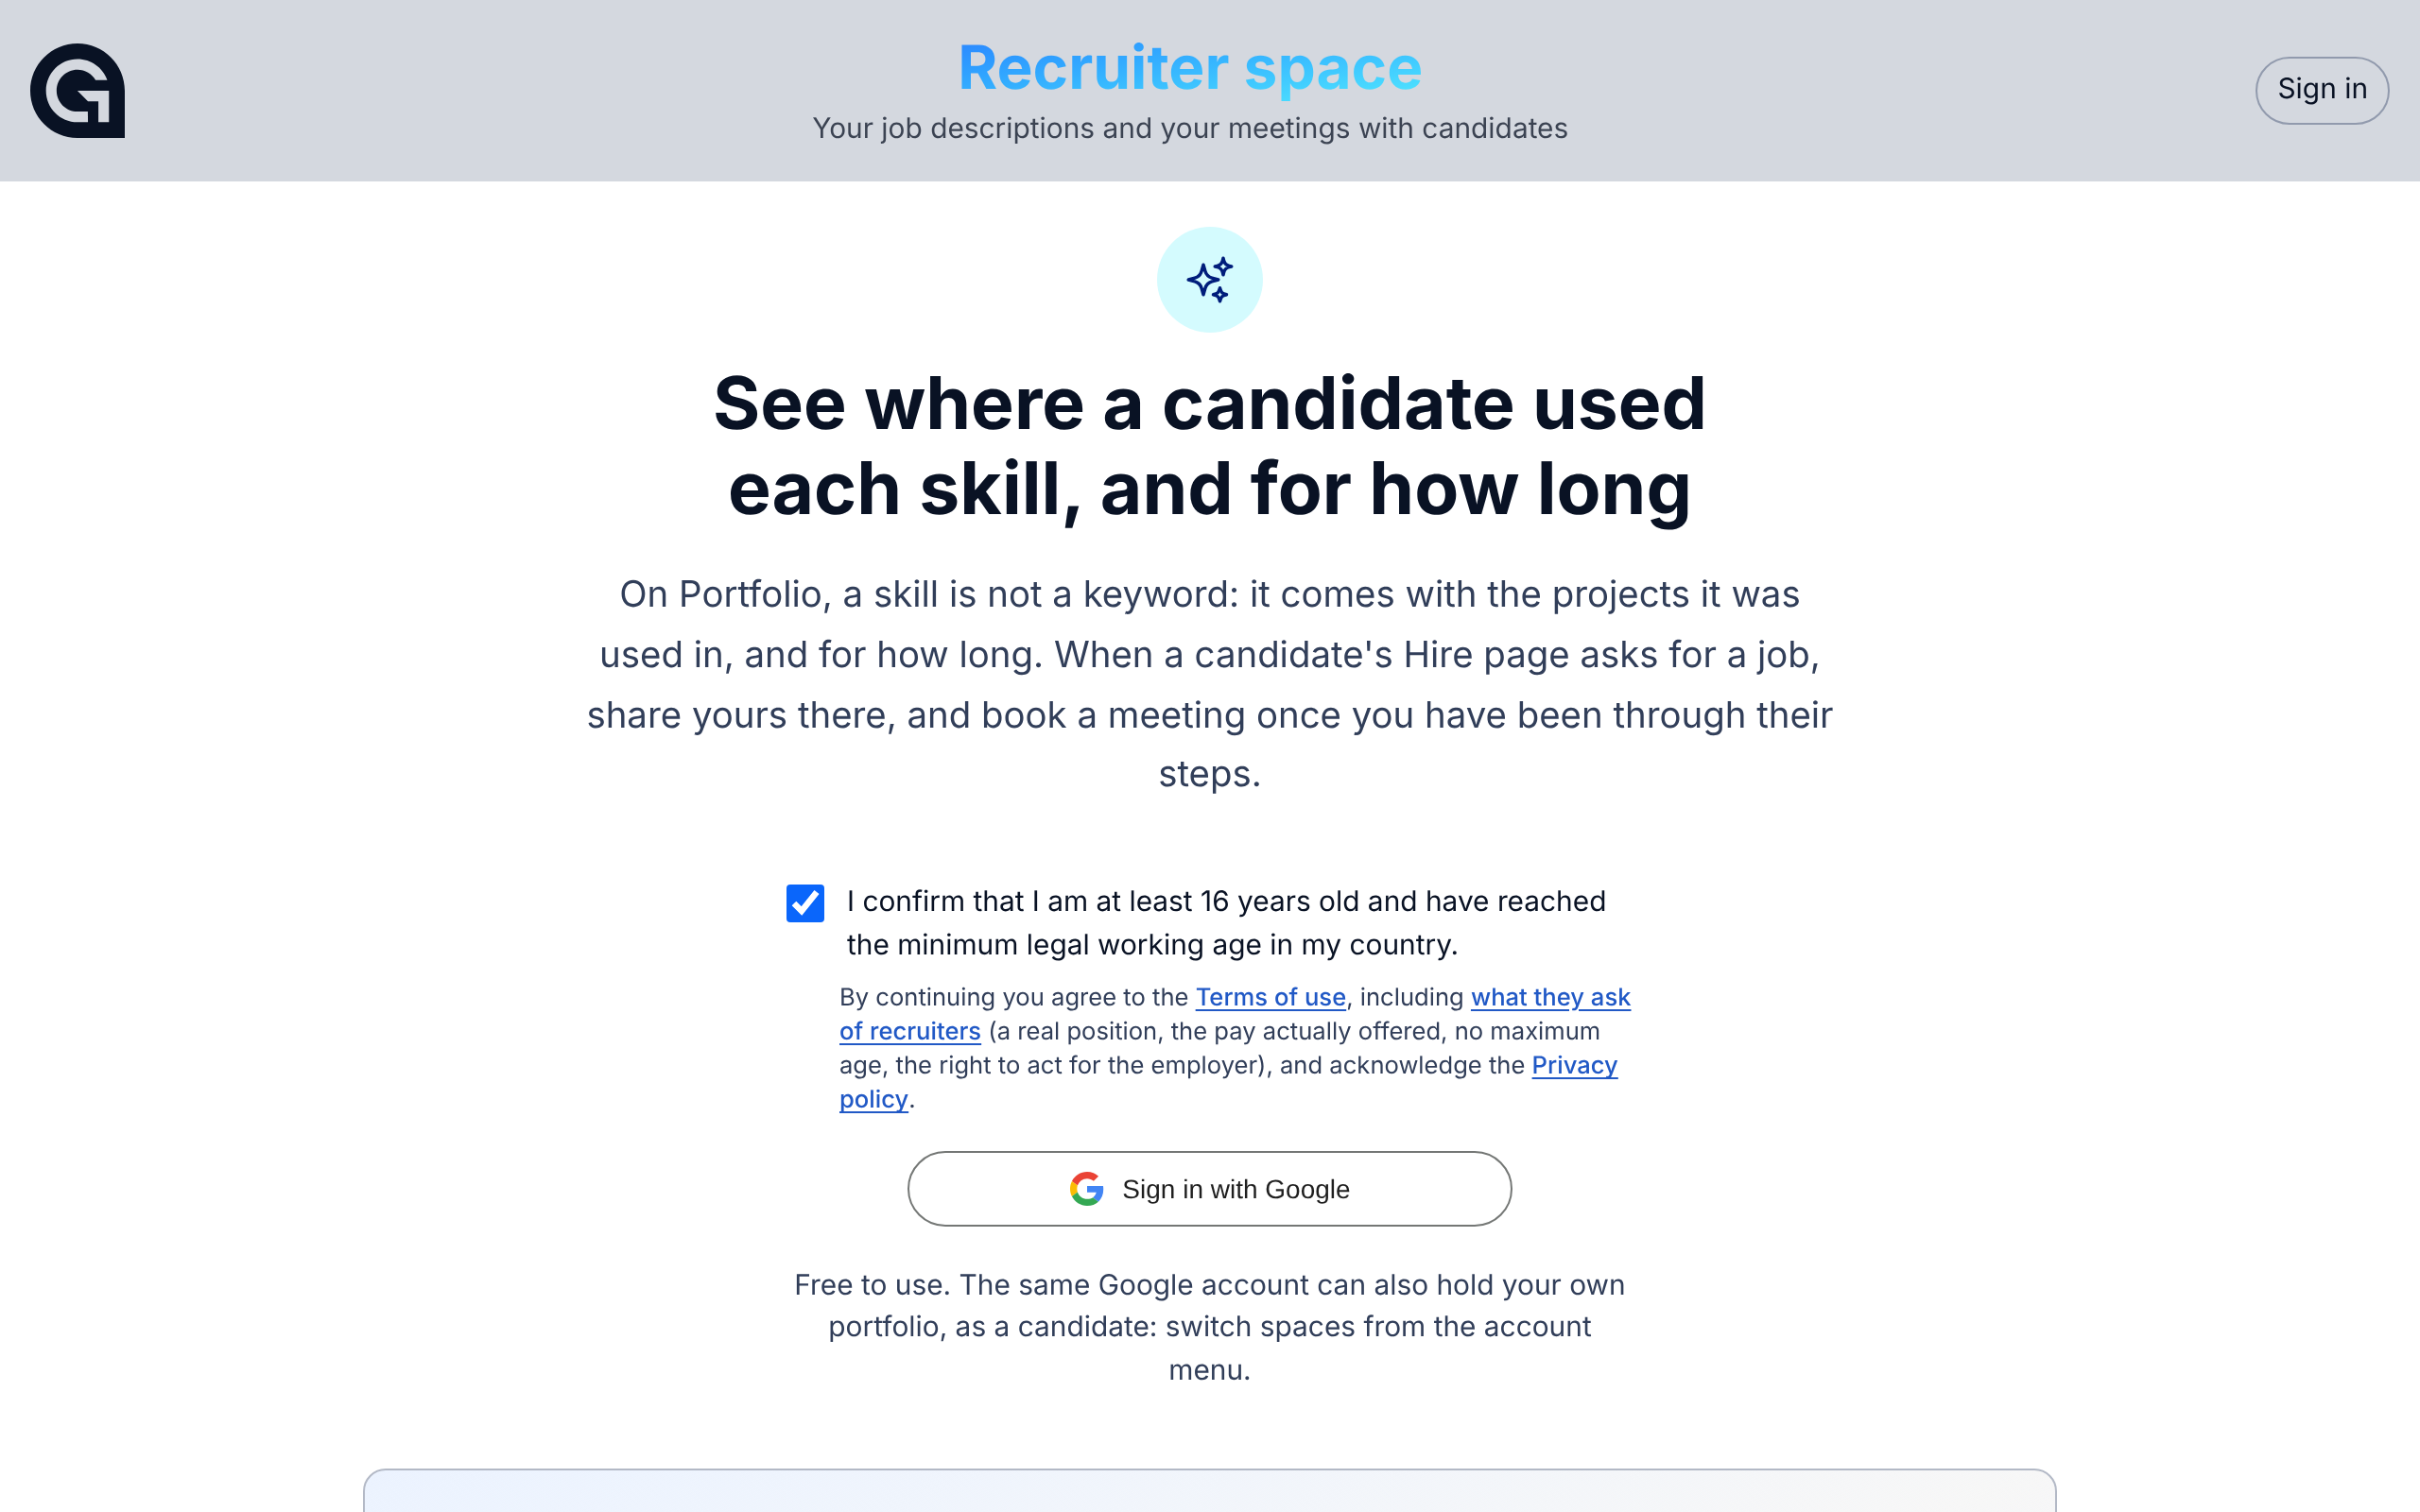 Recruiter space
Your job descriptions and your meetings with candidates
Sign in
See where a candidate used
each skill, and for how long
On Portfolio, a skill is not a keyword: it comes with the projects it was
used in, and for how long. When a candidate's Hire page asks for a job,
share yours there, and book a meeting once you have been through their
steps.
I confirm that I am at least 16 years old and have reached
the minimum legal working age in my country.
By continuing you agree to the Terms of use, including what they ask
of recruiters (a real position, the pay actually offered, no maximum
age, the right to act for the employer), and acknowledge the Privacy
policy.
Sign in with Google
Free to use. The same Google account can also hold your own
portfolio, as a candidate: switch spaces from the account
menu.